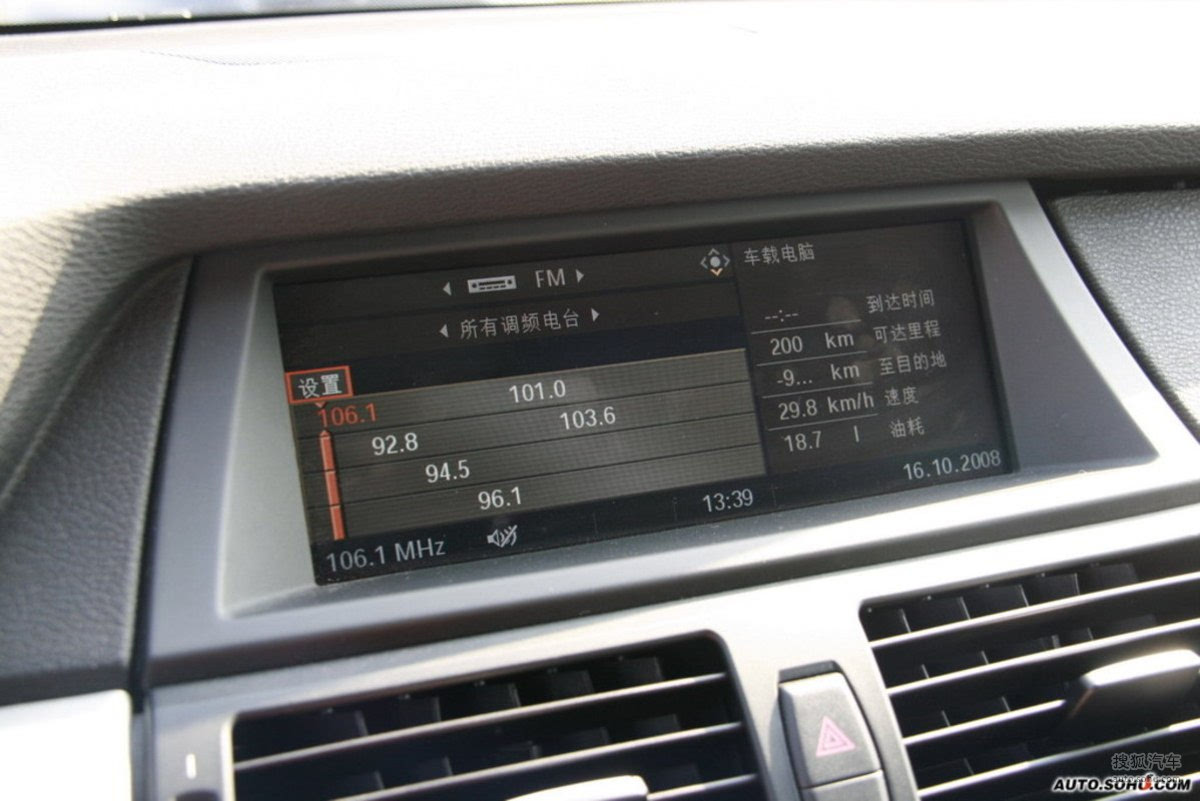 FM
所有调频电台
设置
106.1 101.0
92.8 103.6
94.5
96.1
106.1 MHz
13:39
车载电脑
--:-- 到达时间
200 km 可达里程
-9... km 至目的地
29.8 km/h 速度
18.7 l 油耗
16.10.2008
搜狐汽车
AUTO.SOHU.COM